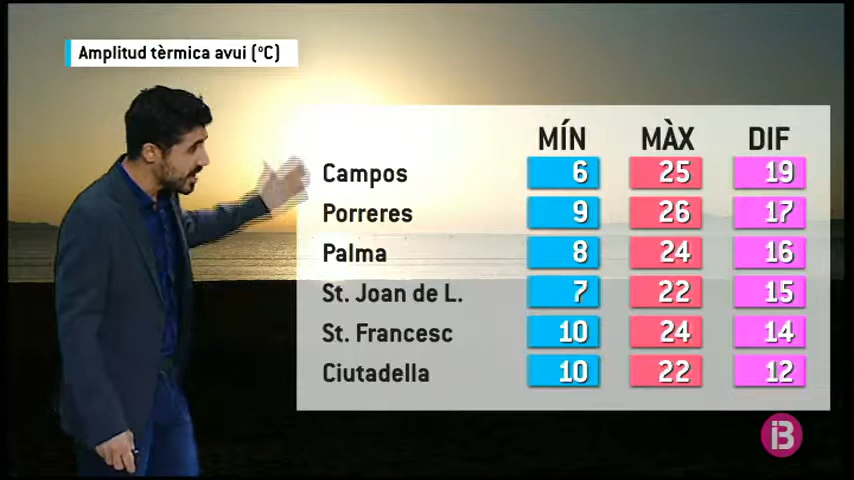 Amplitud tèrmica avui (ºC)
MÍN MÀX DIF
Campos 6 25 19
Porreres 9 26 17
Palma 8 24 16
St. Joan de L. 7 22 15
St. Francesc 10 24 14
Ciutadella 10 22 12
iB